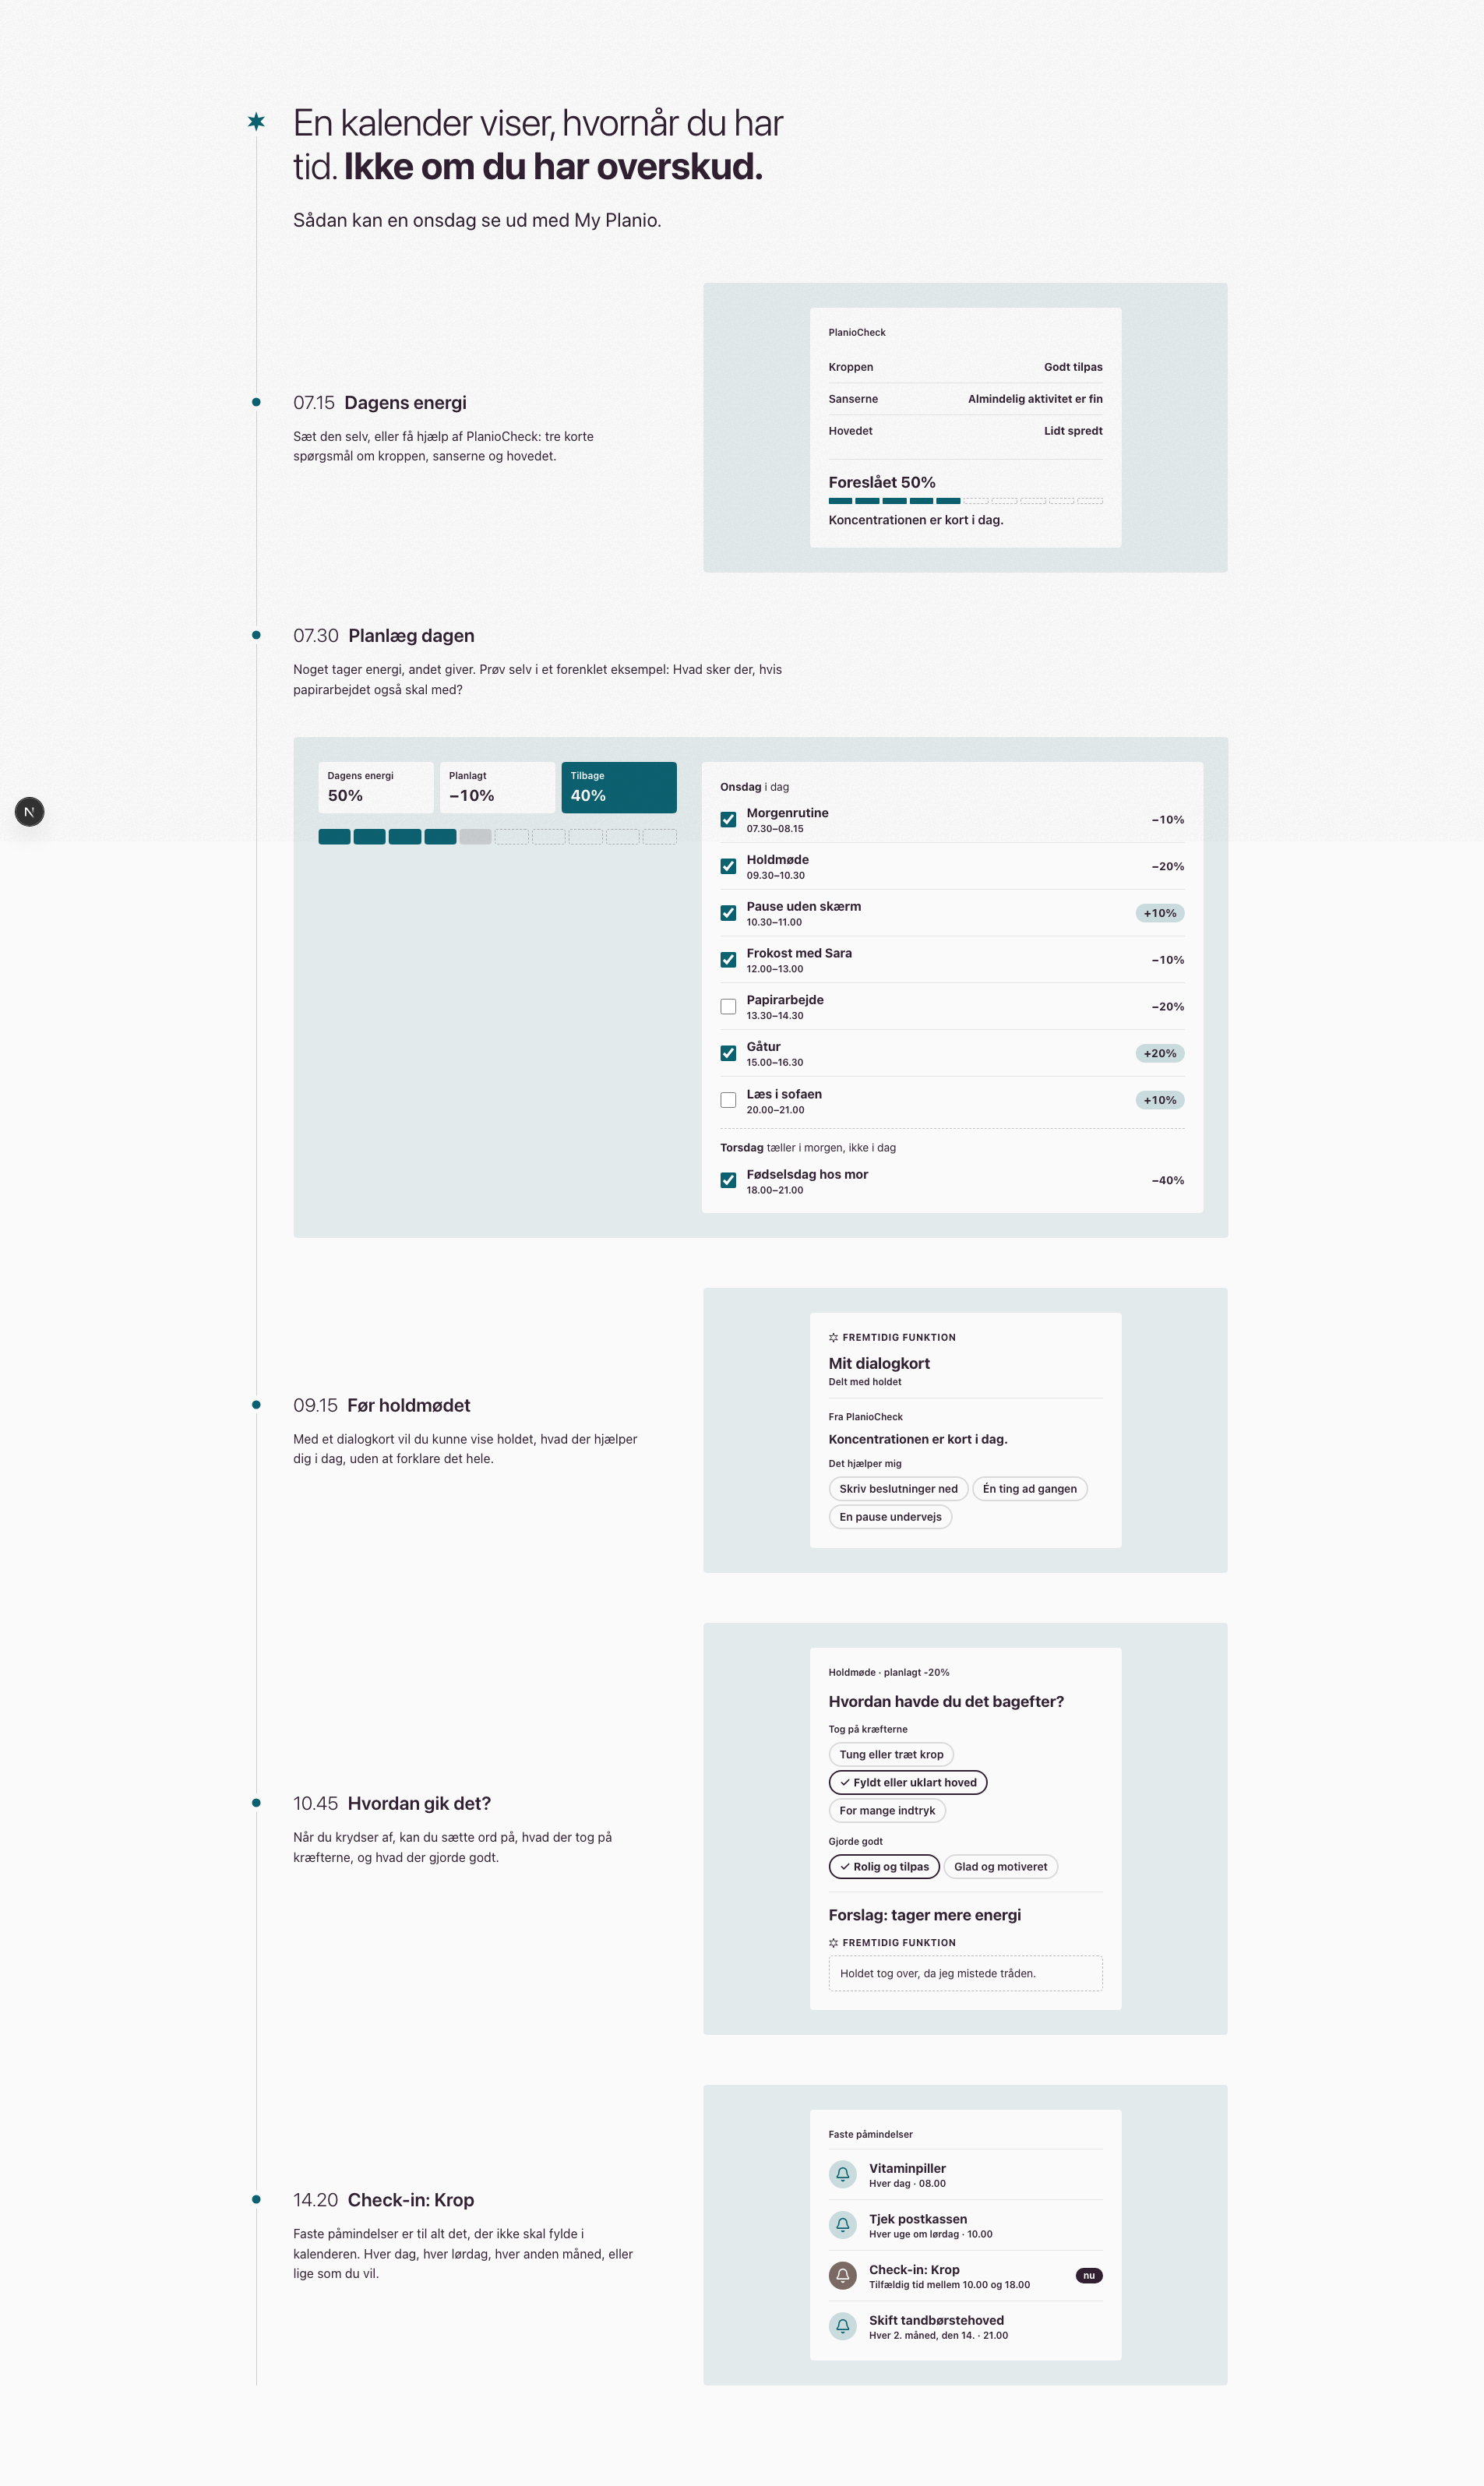 En kalender viser, hvornår du har
tid. Ikke om du har overskud.
Sådan kan en onsdag se ud med My Planio.
07.15 Dagens energi
Sæt den selv, eller få hjælp af PlanioCheck: tre korte
spørgsmål om kroppen, sanserne og hovedet.
PlanioCheck
Kroppen Godt tilpas
Sanserne Almindelig aktivitet er fin
Hovedet Lidt spredt
Foreslået 50%
Koncentrationen er kort i dag.
07.30 Planlæg dagen
Noget tager energi, andet giver. Prøv selv i et forenklet eksempel: Hvad sker der, hvis
papirarbejdet også skal med?
Dagens energi
50%
Planlagt
−10%
Tilbage
40%
Onsdag i dag
Morgenrutine −10%
07.30–08.15
Holdmøde −20%
09.30–10.30
Pause uden skærm +10%
10.30–11.00
Frokost med Sara −10%
12.00–13.00
Papirarbejde −20%
13.30–14.30
Gåtur +20%
15.00–16.30
Læs i sofaen +10%
20.00–21.00
Torsdag tæller i morgen, ikke i dag
Fødselsdag hos mor −40%
18.00–21.00
N
09.15 Før holdmødet
Med et dialogkort vil du kunne vise holdet, hvad der hjælper
dig i dag, uden at forklare det hele.
FREMTIDIG FUNKTION
Mit dialogkort
Delt med holdet
Fra PlanioCheck
Koncentrationen er kort i dag.
Det hjælper mig
Skriv beslutninger ned Én ting ad gangen
En pause undervejs
10.45 Hvordan gik det?
Når du krydser af, kan du sætte ord på, hvad der tog på
kræfterne, og hvad der gjorde godt.
Holdmøde · planlagt -20%
Hvordan havde du det bagefter?
Tog på kræfterne
Tung eller træt krop
Fyldt eller uklart hoved
For mange indtryk
Gjorde godt
Rolig og tilpas Glad og motiveret
Forslag: tager mere energi
FREMTIDIG FUNKTION
Holdet tog over, da jeg mistede tråden.
14.20 Check-in: Krop
Faste påmindelser er til alt det, der ikke skal fylde i
kalenderen. Hver dag, hver lørdag, hver anden måned, eller
lige som du vil.
Faste påmindelser
Vitaminpiller
Hver dag · 08.00
Tjek postkassen
Hver uge om lørdag · 10.00
Check-in: Krop nu
Tilfældig tid mellem 10.00 og 18.00
Skift tandbørstehoved
Hver 2. måned, den 14. · 21.00